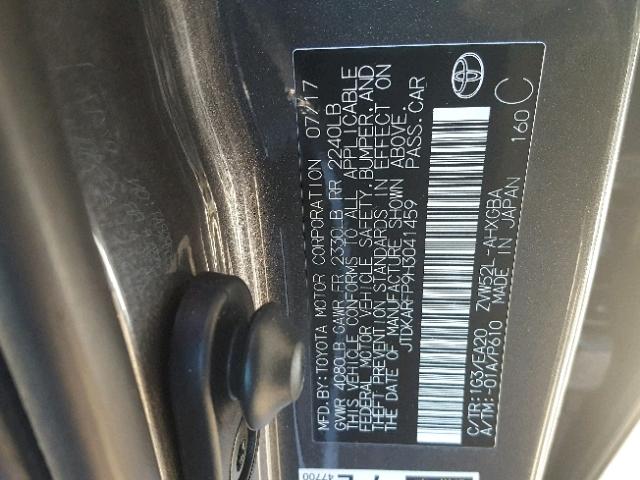 MFD.BY:TOYOTA MOTOR CORPORATION 07/17
GVWR 4080LB GAWR FR 2330LB RR 2240LB
THIS VEHICLE CONFORMS TO ALL APPLICABLE
FEDERAL MOTOR VEHICLE SAFETY,BUMPER,AND
THEFT PREVENTION STANDARDS IN EFFECT ON
THE DATE OF MANUFACTURE SHOWN ABOVE.
JTDKARFP9H3041459 PASS.CAR
C/TR:1G3/EA20 ZVW52L-AHXGBA
A/TM:-01A/P610 MADE IN JAPAN 160 C
47700